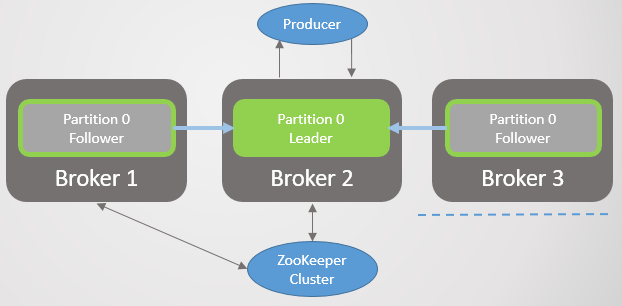 Producer
Partition 0
Follower
Broker 1
Partition 0
Leader
Broker 2
Partition 0
Follower
Broker 3
ZooKeeper
Cluster